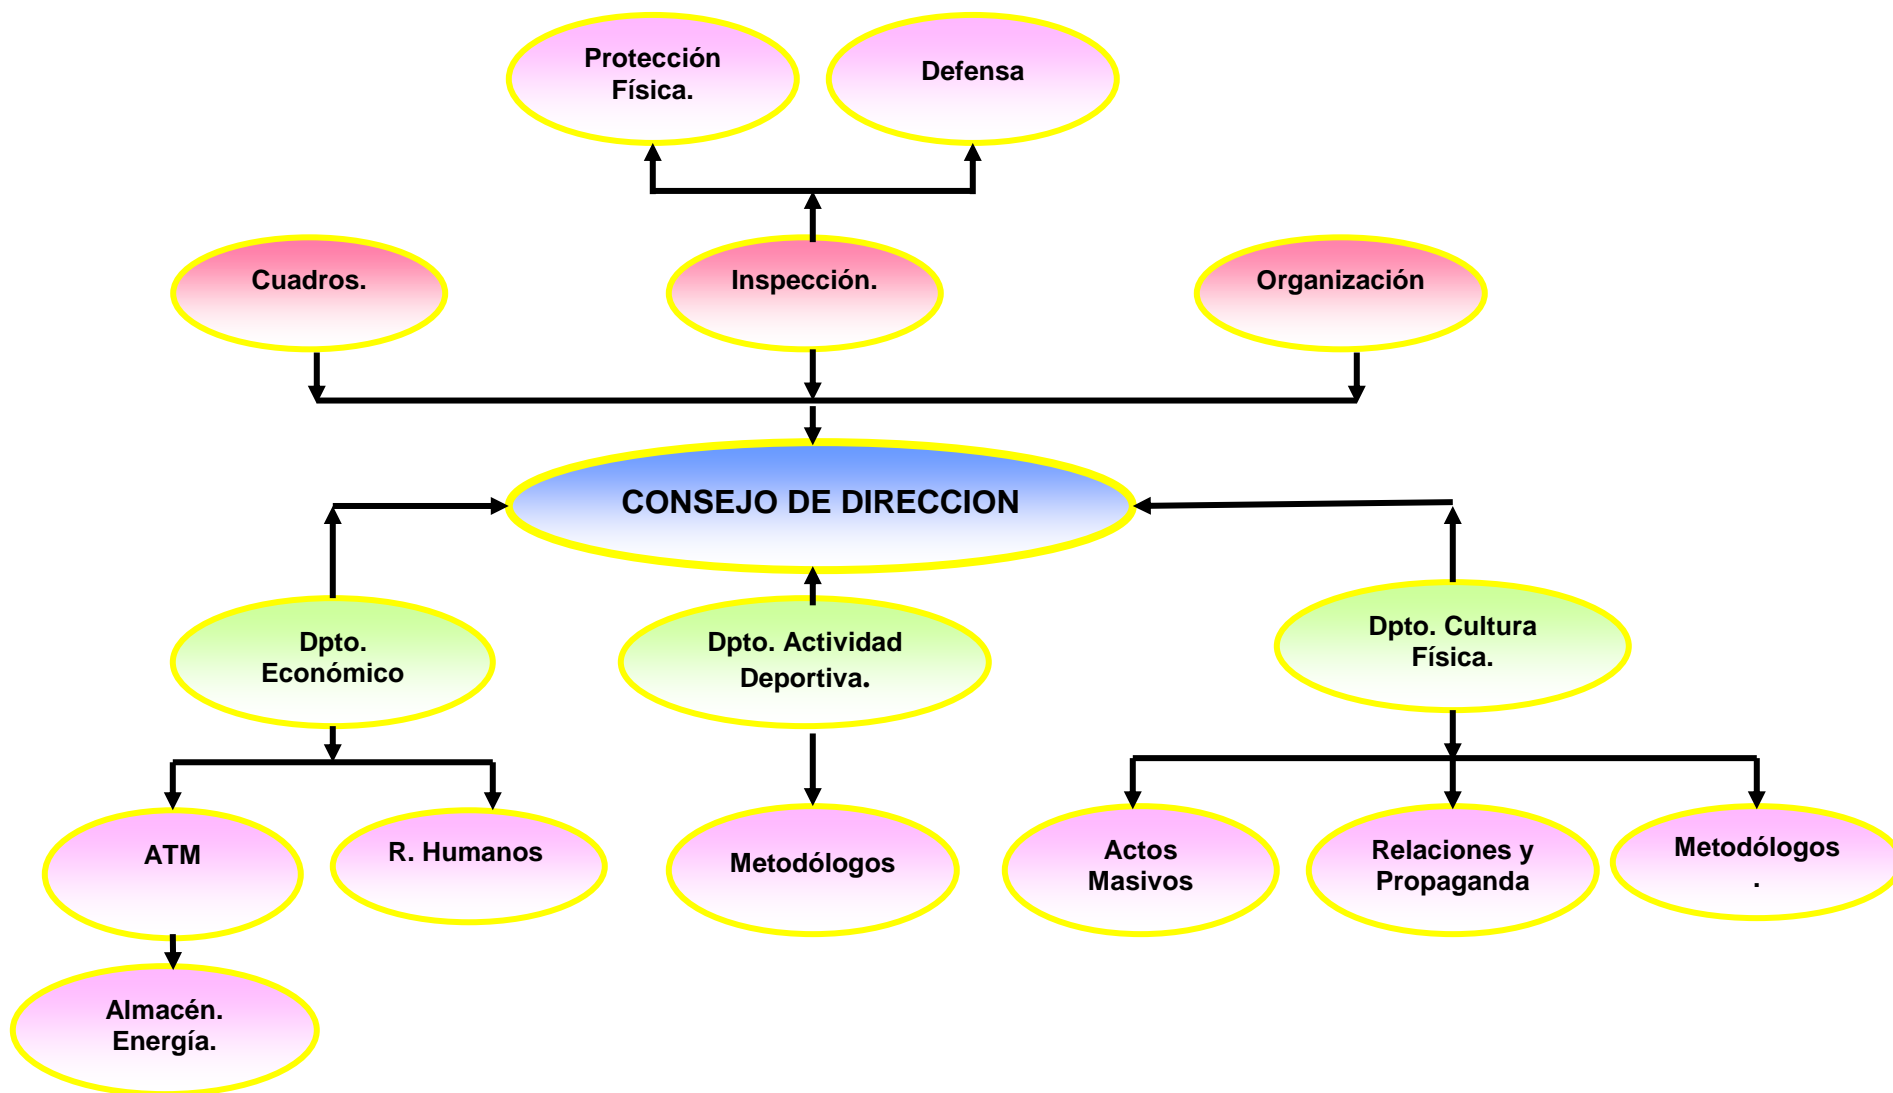 Protección
Física.
Defensa
Cuadros.
Inspección.
Organización
CONSEJO DE DIRECCION
Dpto.
Económico
Dpto. Actividad
Deportiva.
Dpto. Cultura
Física.
ATM
R. Humanos
Metodólogos
Actos
Masivos
Relaciones y
Propaganda
Metodólogos
.
Almacén.
Energía.